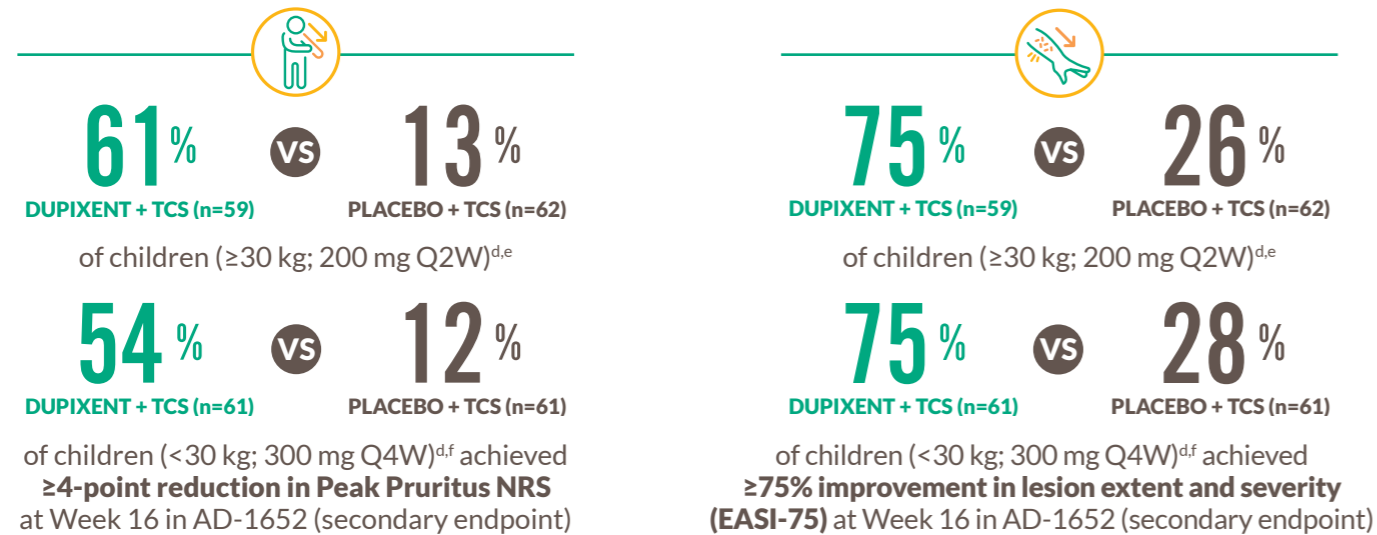 61%
VS
13%
DUPIXENT + TCS (n=59)
PLACEBO + TCS (n=62)
of children (≥30 kg; 200 mg Q2W)d,e
54%
VS
12%
DUPIXENT + TCS (n=61)
PLACEBO + TCS (n=61)
of children (<30 kg; 300 mg Q4W)d,f achieved
≥4-point reduction in Peak Pruritus NRS
at Week 16 in AD-1652 (secondary endpoint)
75%
VS
26%
DUPIXENT + TCS (n=59)
PLACEBO + TCS (n=62)
of children (≥30 kg; 200 mg Q2W)d,e
75%
VS
28%
DUPIXENT + TCS (n=61)
PLACEBO + TCS (n=61)
of children (<30 kg; 300 mg Q4W)d,f achieved
≥75% improvement in lesion extent and severity
(EASI-75) at Week 16 in AD-1652 (secondary endpoint)